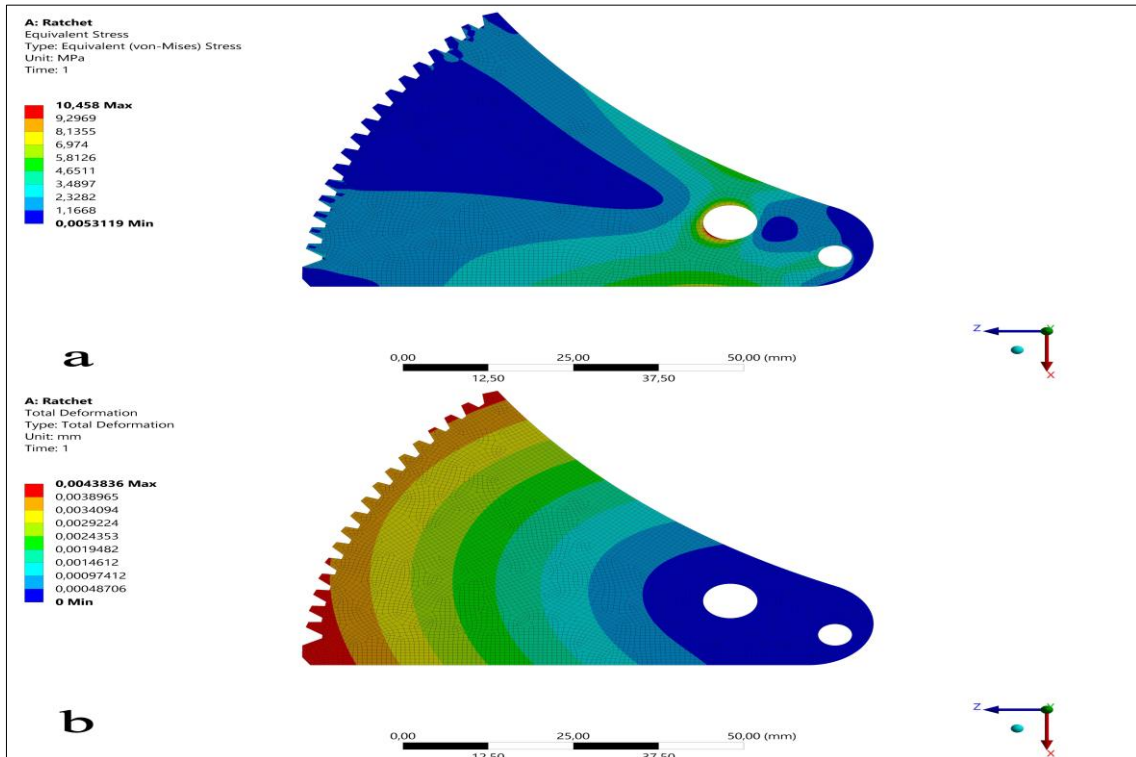 A: Ratchet
Equivalent Stress
Type: Equivalent (von-Mises) Stress
Unit: MPa
Time: 1
10,458 Max
9,2969
8,1355
6,974
5,8126
4,6511
3,4897
2,3282
1,1668
0,0053119 Min
Z
Y
X
a
0,00
25,00
50,00 (mm)
12,50
37,50
A: Ratchet
Total Deformation
Type: Total Deformation
Unit: mm
Time: 1
0,0043836 Max
0,0038965
0,0034094
0,0029224
0,0024353
0,0019482
0,0014612
0,00097412
0,00048706
0 Min
Z
Y
X
b
0,00
25,00
50,00 (mm)
12,50
37,50